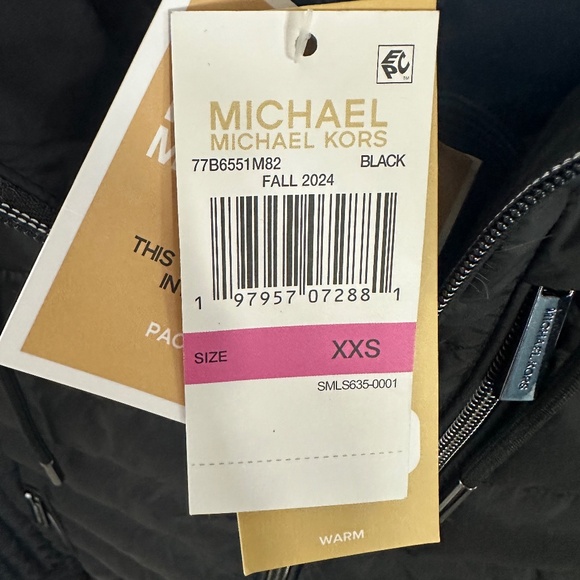 EPC
MICHAEL
MICHAEL KORS
77B6551M82 BLACK
FALL 2024
1 97957 07288 1
SIZE XXS
SMLS635-0001
M
THIS
IN
PAC
WARM
MICHAEL KORS